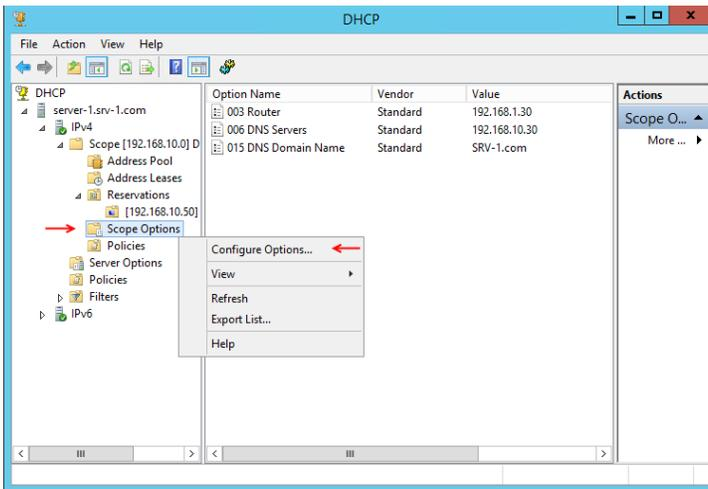 DHCP
File Action View Help
DHCP
server-1.srv-1.com
IPv4
Scope [192.168.10.0] D
Address Pool
Address Leases
Reservations
[192.168.10.50]
Scope Options
Policies
Server Options
Policies
Filters
IPv6
Option Name Vendor Value
003 Router Standard 192.168.1.30
006 DNS Servers Standard 192.168.10.30
015 DNS Domain Name Standard SRV-1.com
Configure Options...
View
Refresh
Export List...
Help
Actions
Scope O...
More ...